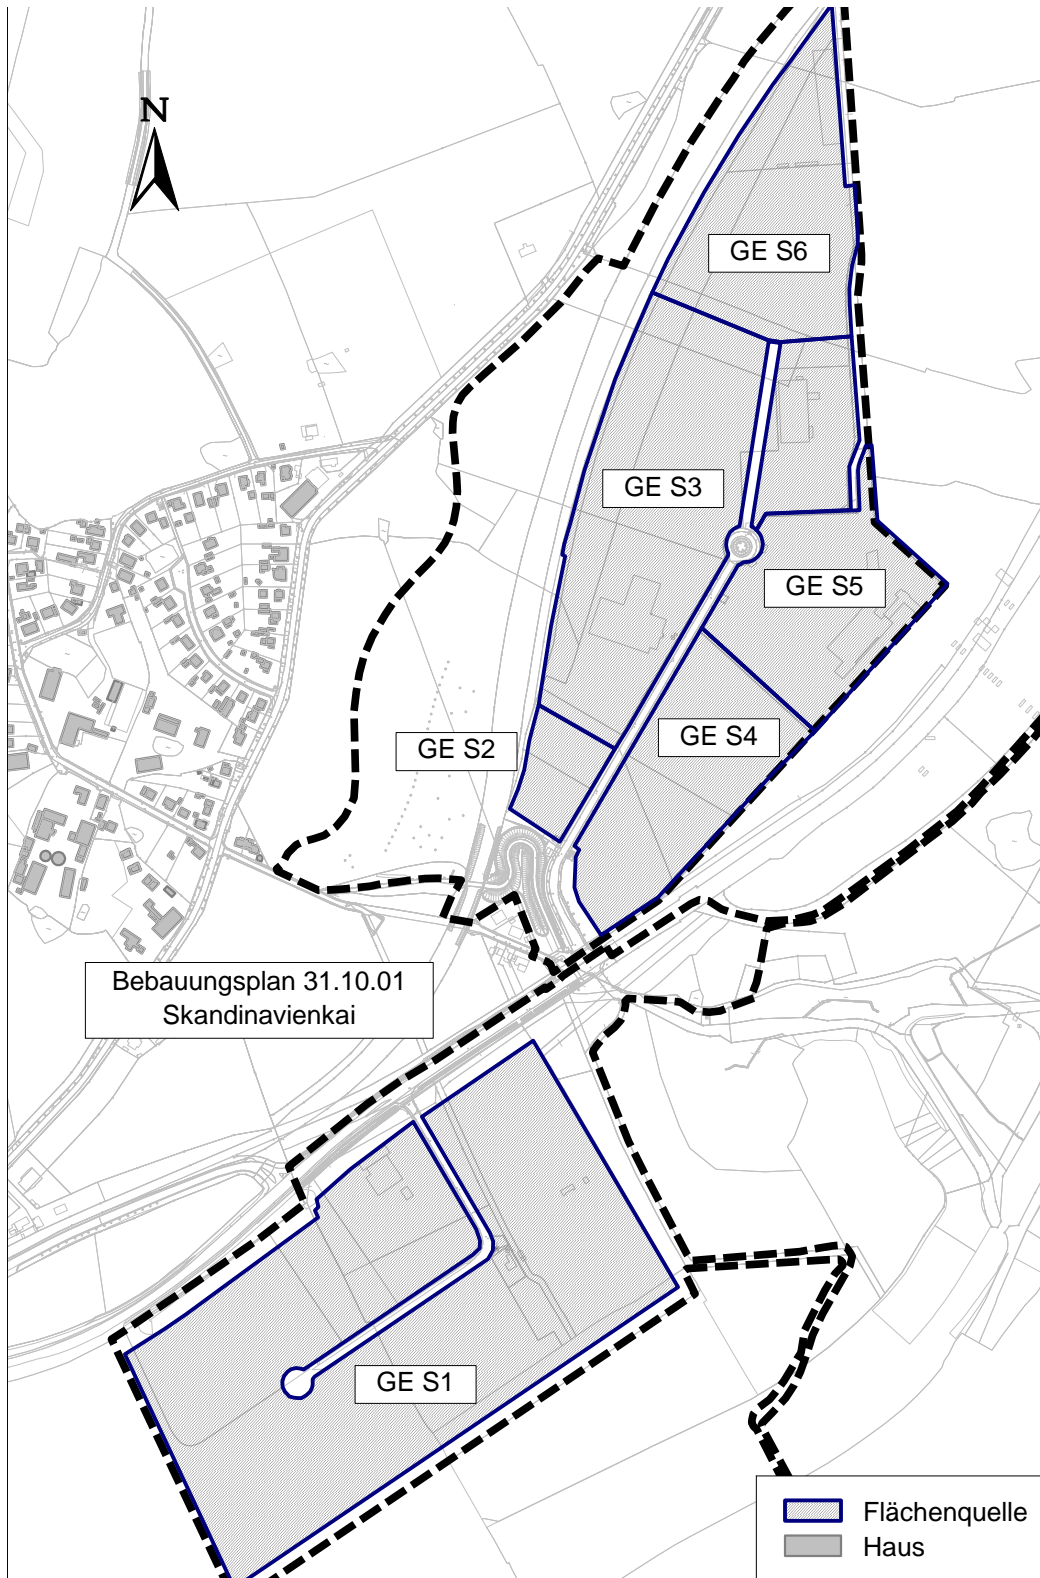 N
GE S6
GE S3
GE S5
GE S2
GE S4
Bebauungsplan 31.10.01
Skandinavienkai
GE S1
Flächenquelle
Haus